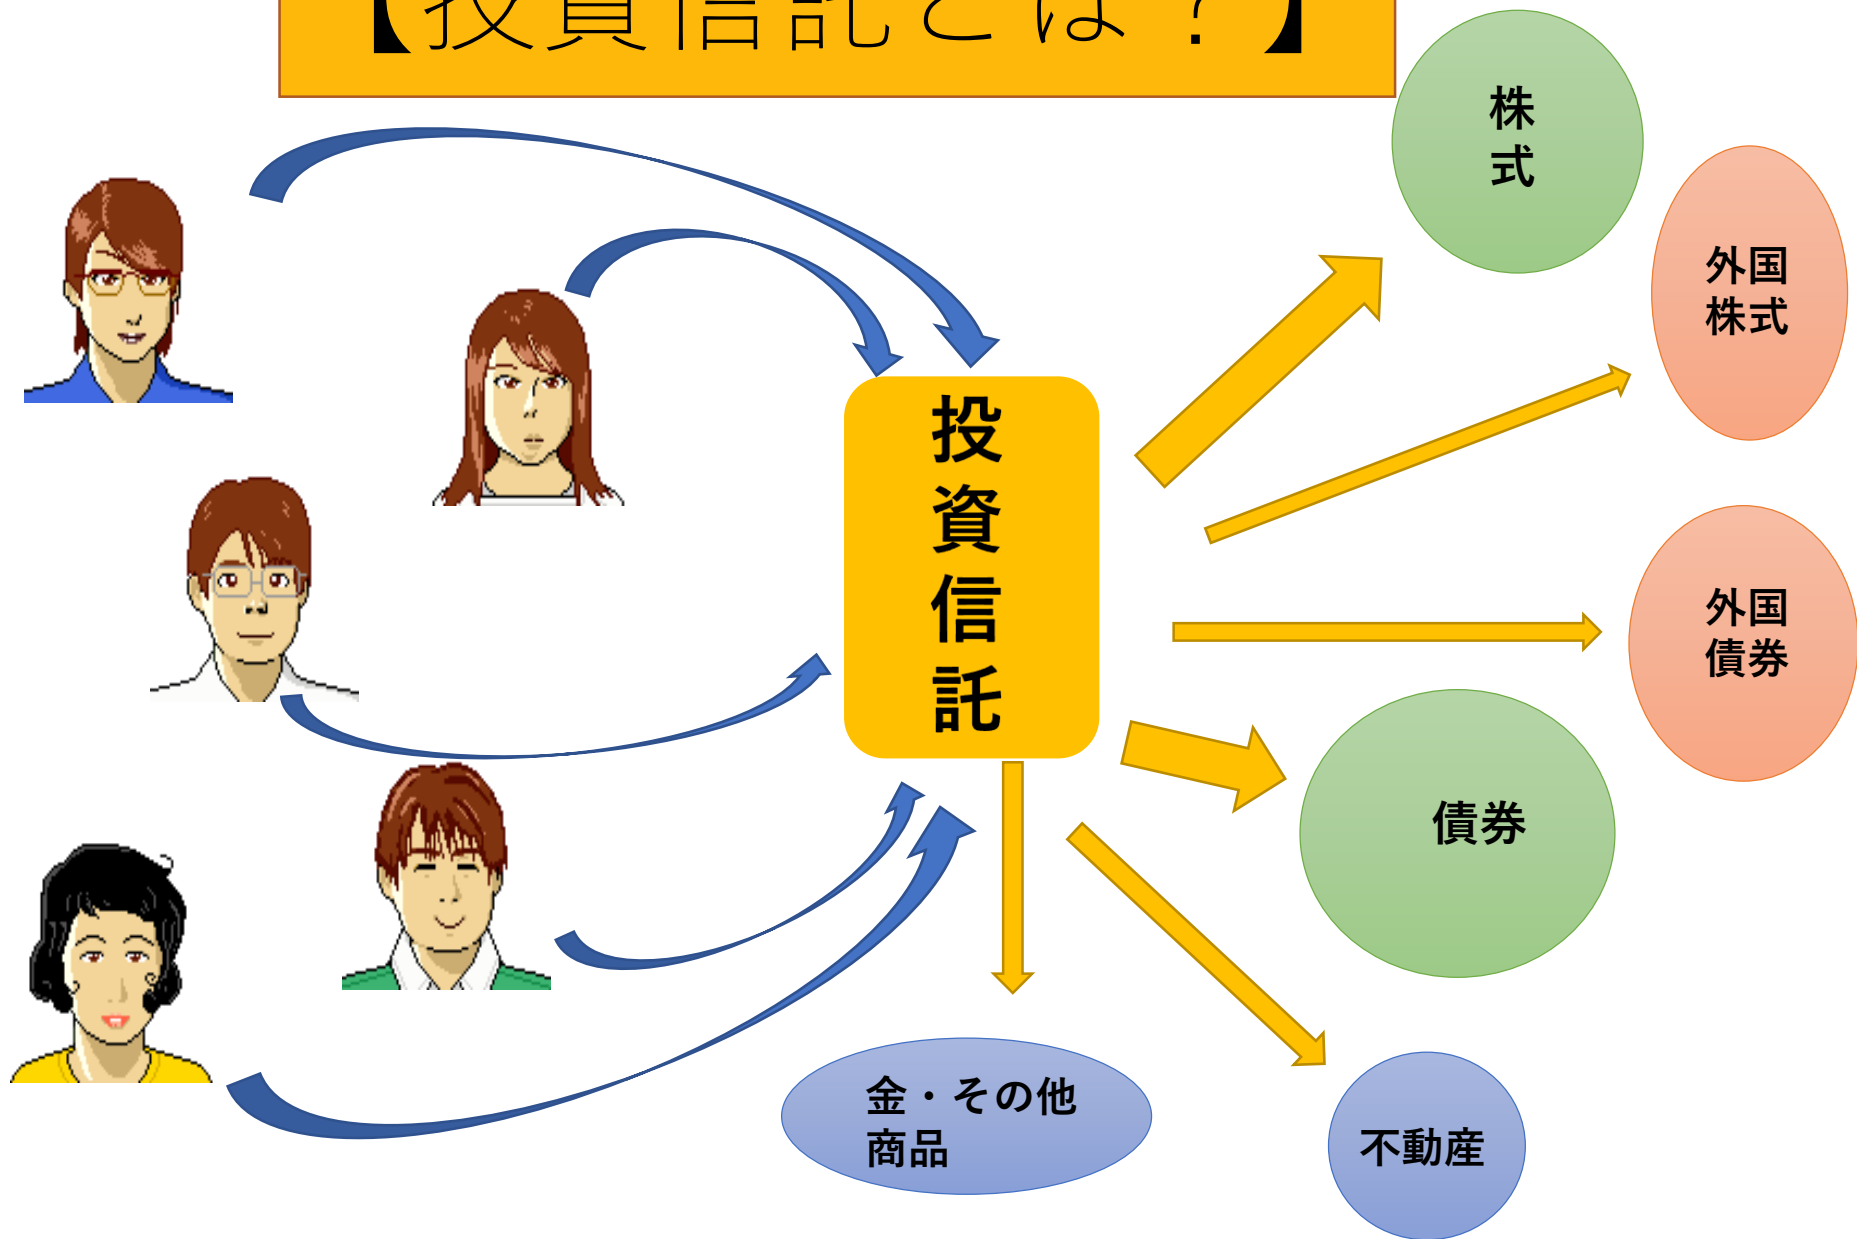 【投資信託とは？】
株
式
外国
株式
投
資
信
託
外国
債券
債券
金・その他
商品
不動産